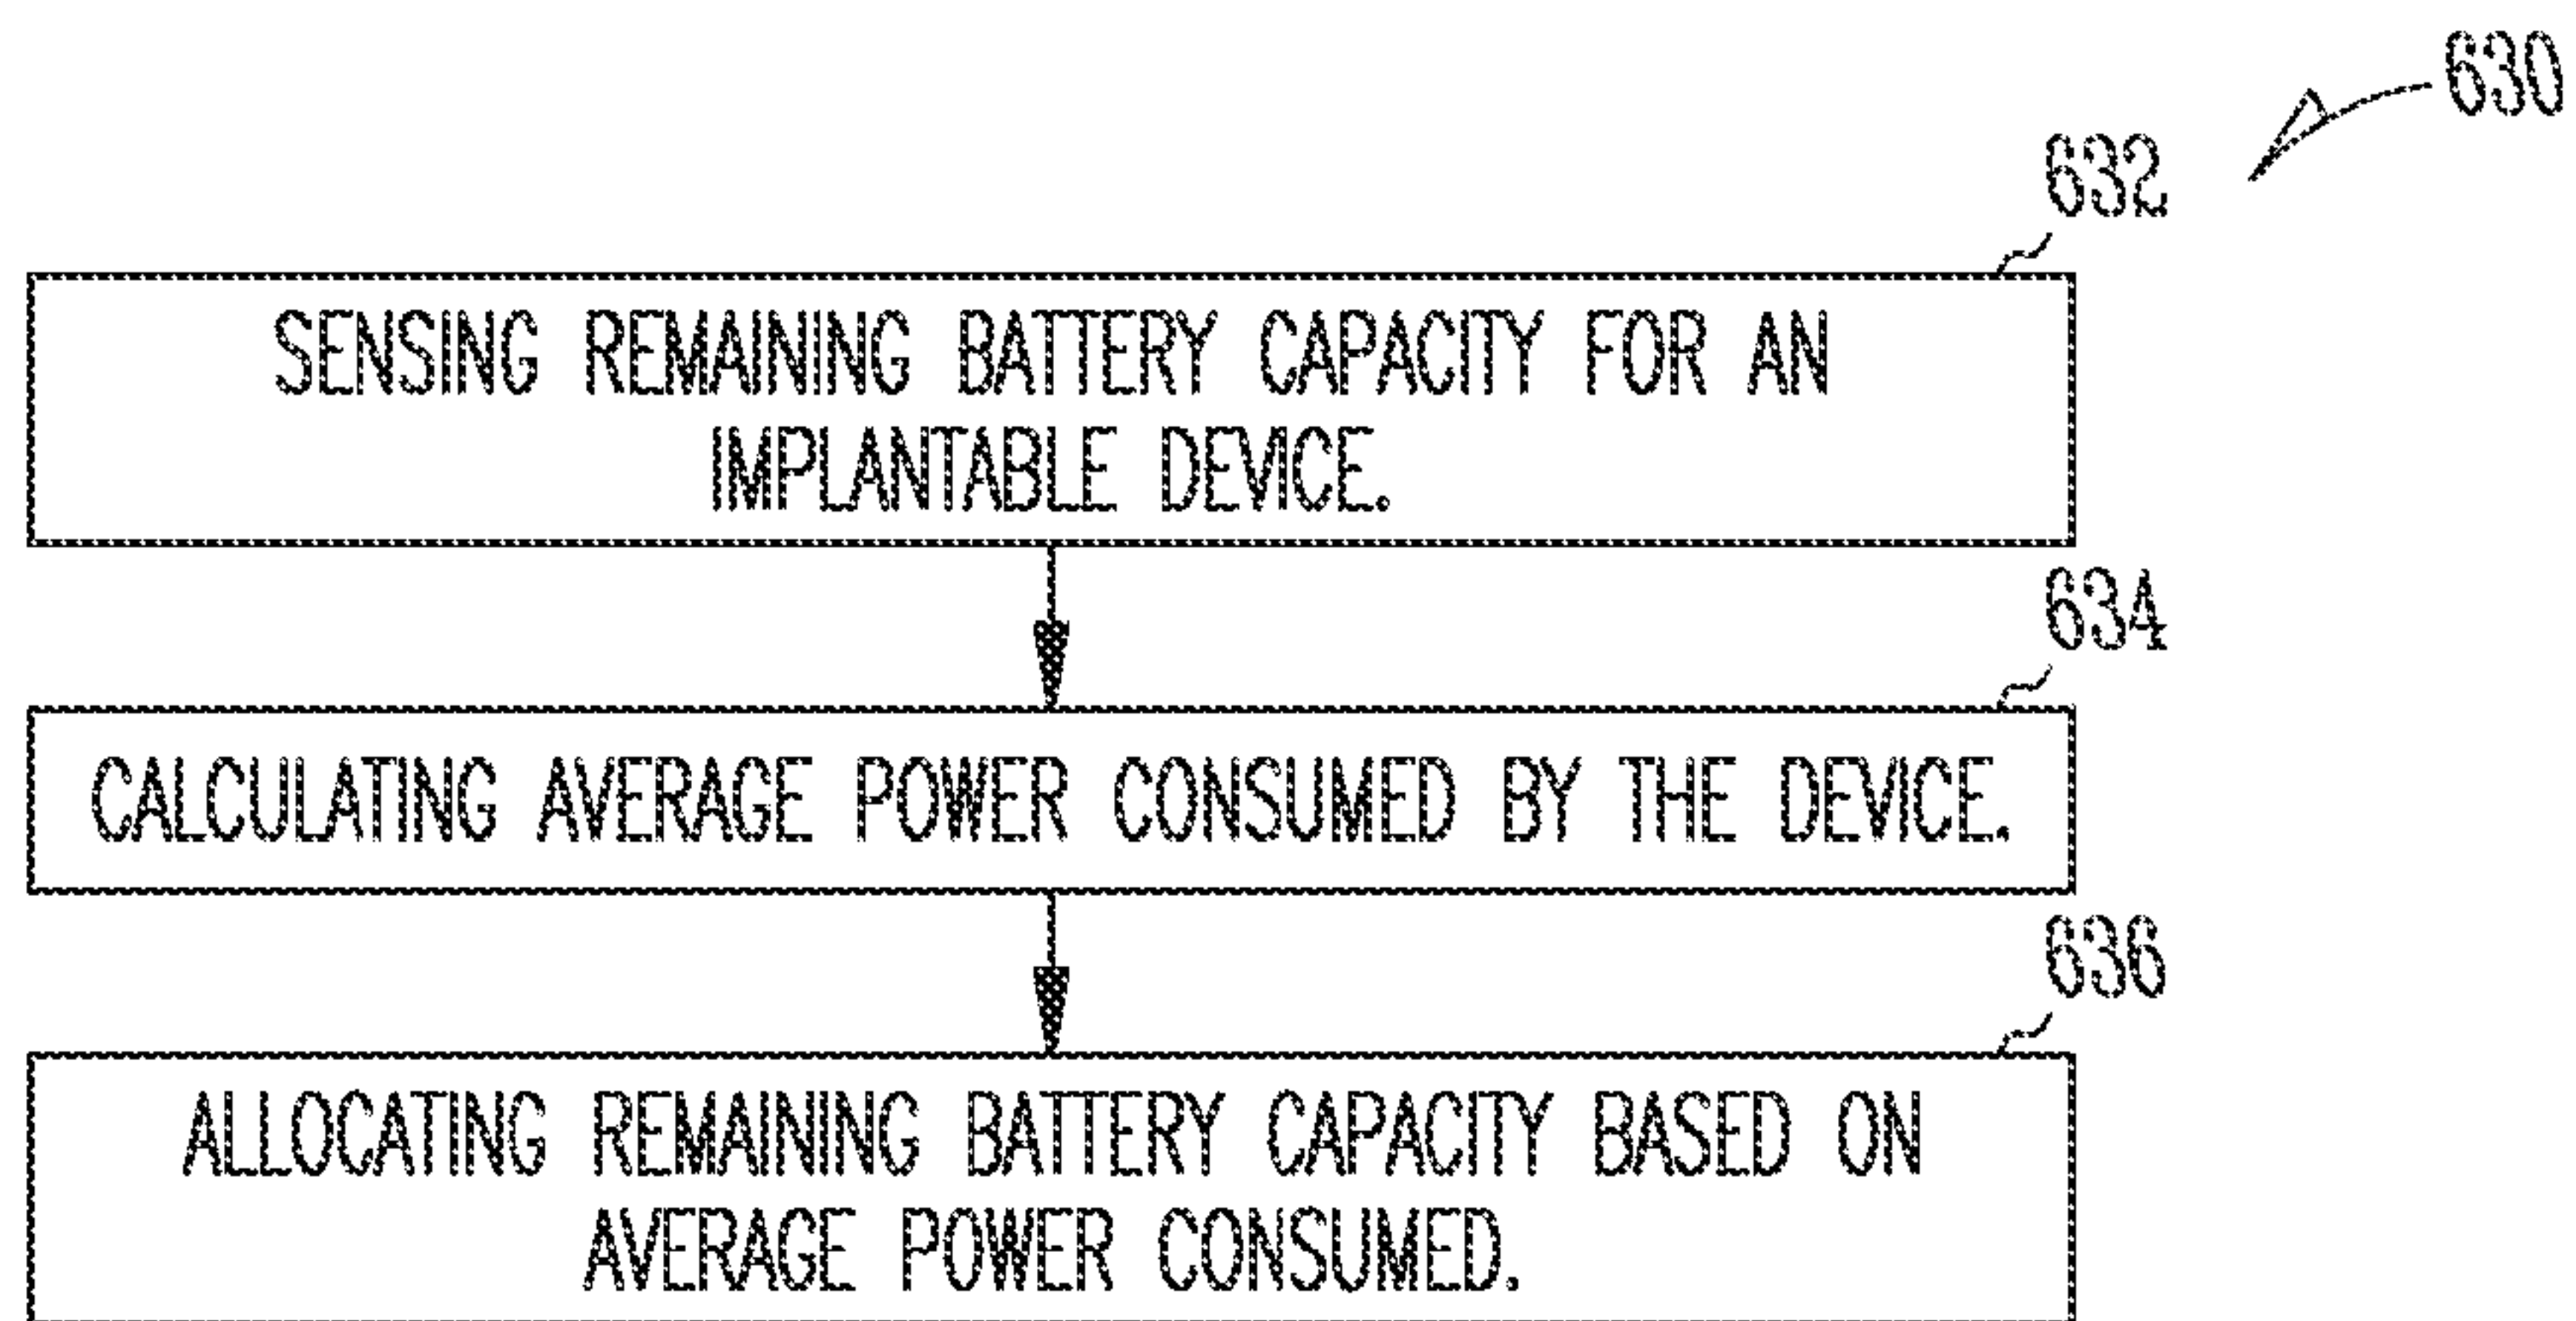 630
632
SENSING REMAINING BATTERY CAPACITY FOR AN
IMPLANTABLE DEVICE.
634
CALCULATING AVERAGE POWER CONSUMED BY THE DEVICE.
636
ALLOCATING REMAINING BATTERY CAPACITY BASED ON
AVERAGE POWER CONSUMED.